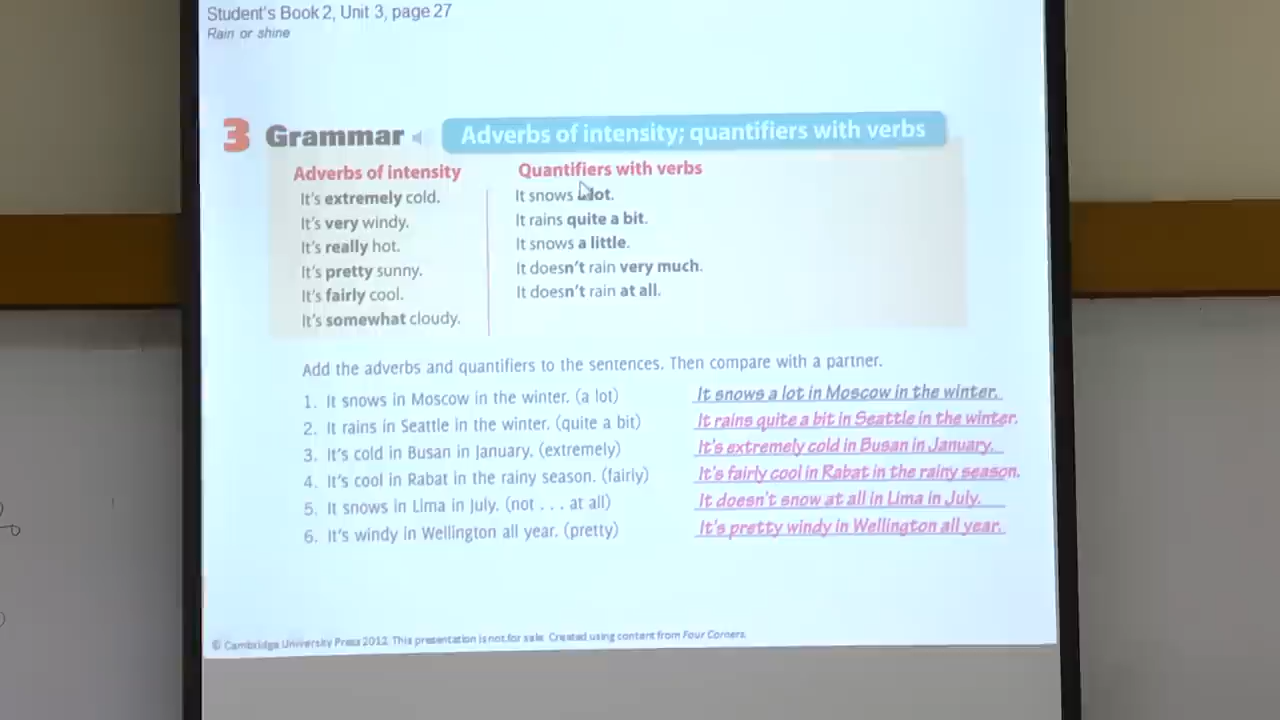 Student's Book 2, Unit 3, page 27
Rain or shine
3 Grammar
Adverbs of intensity; quantifiers with verbs
Adverbs of intensity
It's extremely cold.
It's very windy.
It's really hot.
It's pretty sunny.
It's fairly cool.
It's somewhat cloudy.
Quantifiers with verbs
It snows a lot.
It rains quite a bit.
It snows a little.
It doesn't rain very much.
It doesn't rain at all.
Add the adverbs and quantifiers to the sentences. Then compare with a partner.
1. It snows in Moscow in the winter. (a lot) It snows a lot in Moscow in the winter.
2. It rains in Seattle in the winter. (quite a bit) It rains quite a bit in Seattle in the winter.
3. It's cold in Busan in January. (extremely) It's extremely cold in Busan in January.
4. It's cool in Rabat in the rainy season. (fairly) It's fairly cool in Rabat in the rainy season.
5. It snows in Lima in July. (not . . . at all) It doesn't snow at all in Lima in July.
6. It's windy in Wellington all year. (pretty) It's pretty windy in Wellington all year.
© Cambridge University Press 2012 This presentation is not for sale. Created using content from Four Corners.